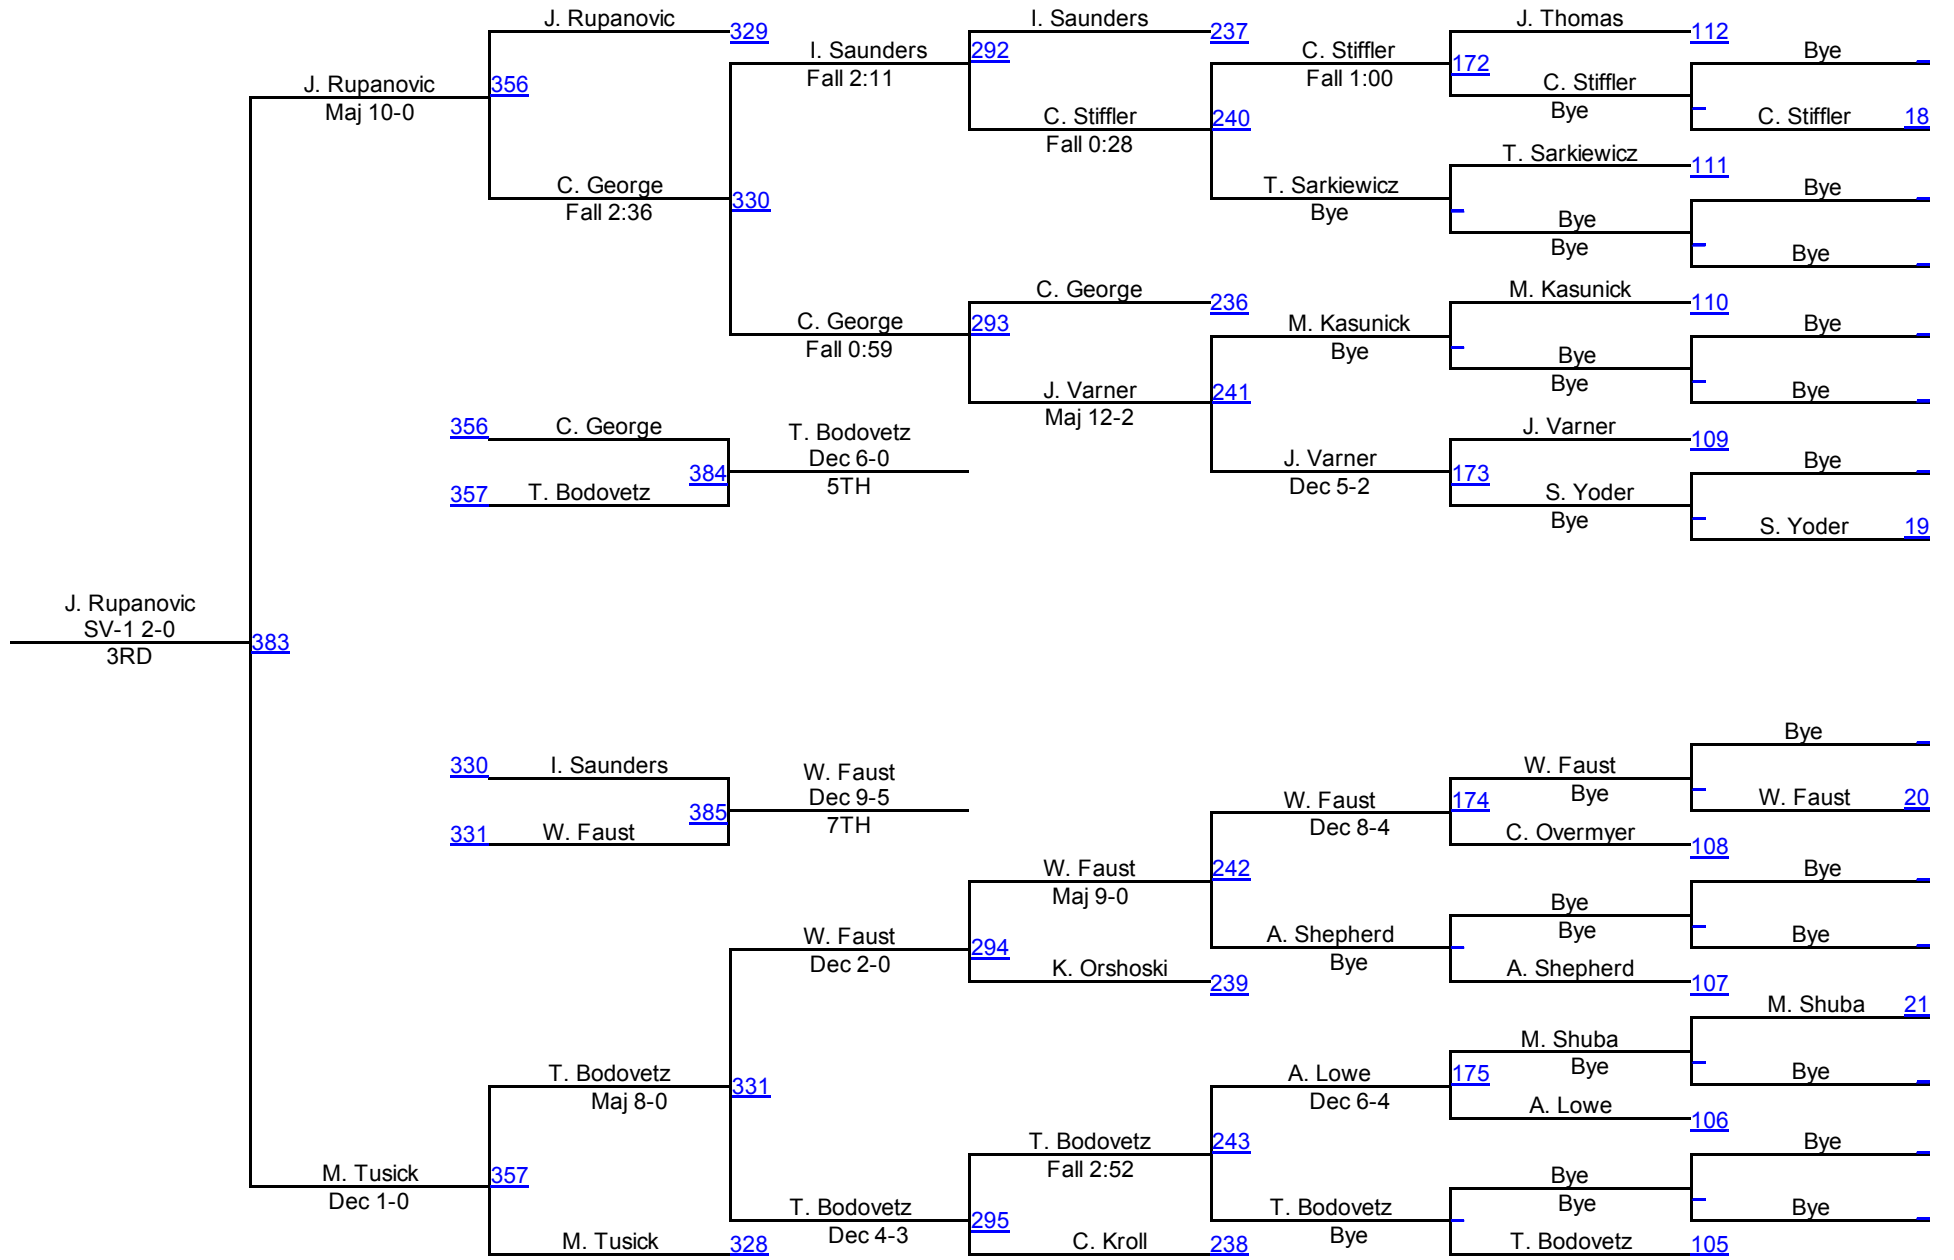 J. Rupanovic
329
I. Saunders
Fall 2:11
292
I. Saunders
237
C. Stiffler
Fall 1:00
172
J. Thomas
112
Bye
J. Rupanovic
Maj 10-0
356
C. Stiffler
Fall 0:28
240
C. Stiffler
Bye
C. Stiffler
18
T. Sarkiewicz
111
C. George
Fall 2:36
330
T. Sarkiewicz
Bye
Bye
Bye
Bye
Bye
C. George
236
M. Kasunick
110
C. George
Fall 0:59
293
M. Kasunick
Bye
Bye
Bye
Bye
J. Varner
Maj 12-2
241
Bye
356
C. George
T. Bodovetz
Dec 6-0
5TH
384
357
T. Bodovetz
J. Varner
109
J. Varner
Dec 5-2
173
Bye
S. Yoder
Bye
S. Yoder
19
J. Rupanovic
SV-1 2-0
3RD
383
Bye
330
I. Saunders
W. Faust
Dec 9-5
7TH
385
331
W. Faust
W. Faust
Bye
W. Faust
Dec 8-4
174
W. Faust
20
C. Overmyer
108
W. Faust
Maj 9-0
242
Bye
Bye
Bye
W. Faust
Dec 2-0
294
A. Shepherd
Bye
Bye
K. Orshoski
239
A. Shepherd
107
M. Shuba
21
M. Shuba
Bye
T. Bodovetz
Maj 8-0
331
A. Lowe
Dec 6-4
175
Bye
A. Lowe
106
T. Bodovetz
Fall 2:52
243
Bye
M. Tusick
Dec 1-0
357
Bye
Bye
T. Bodovetz
Dec 4-3
295
T. Bodovetz
Bye
Bye
M. Tusick
328
C. Kroll
238
T. Bodovetz
105